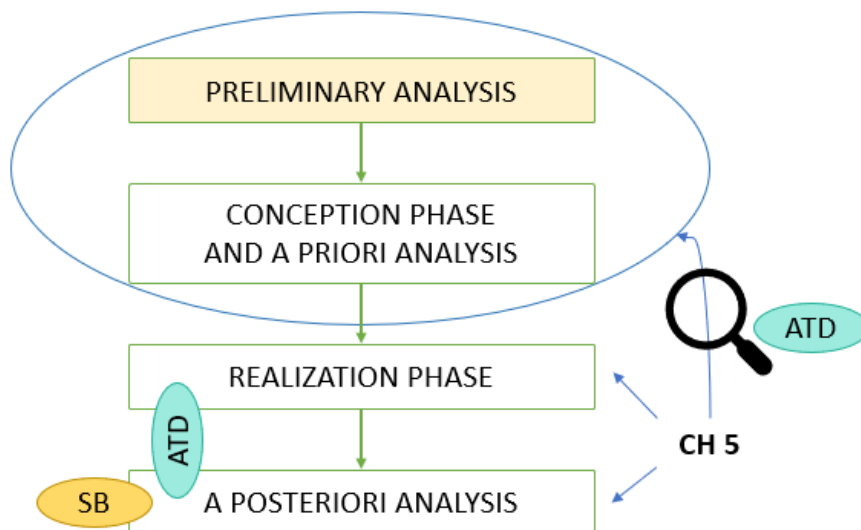 PRELIMINARY ANALYSIS
CONCEPTION PHASE
AND A PRIORI ANALYSIS
ATD
REALIZATION PHASE
ATD
CH 5
SB
A POSTERIORI ANALYSIS